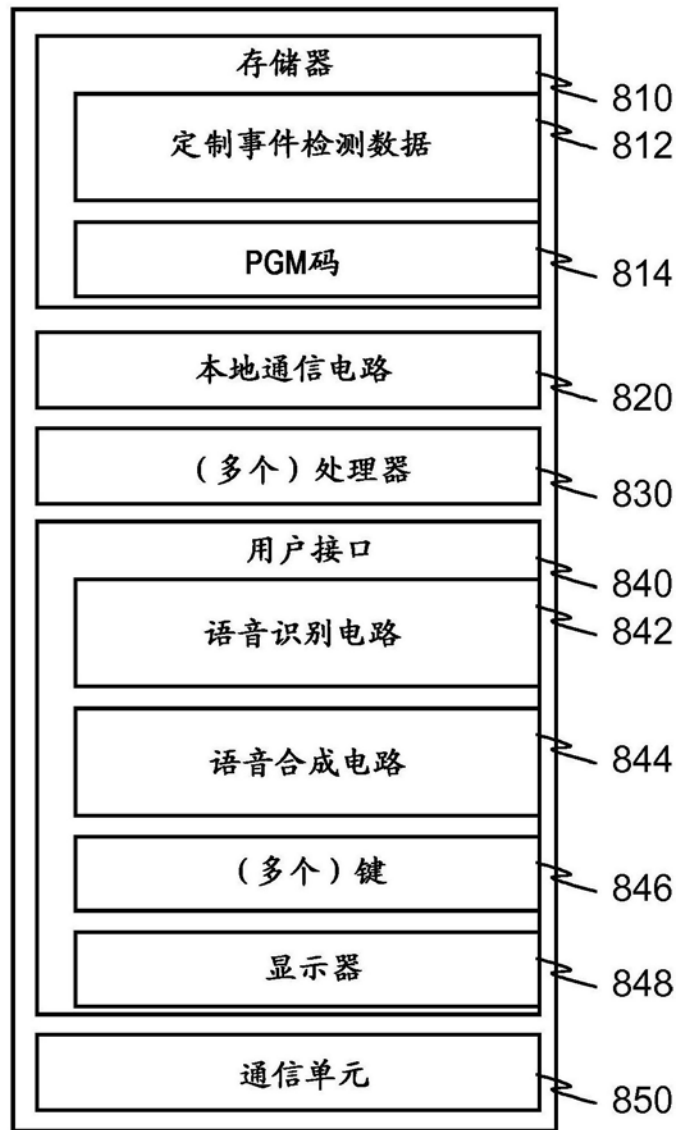 存储器
810
定制事件检测数据
812
PGM码
814
本地通信电路
820
（多个）处理器
830
用户接口
840
语音识别电路
842
语音合成电路
844
（多个）键
846
显示器
848
通信单元
850